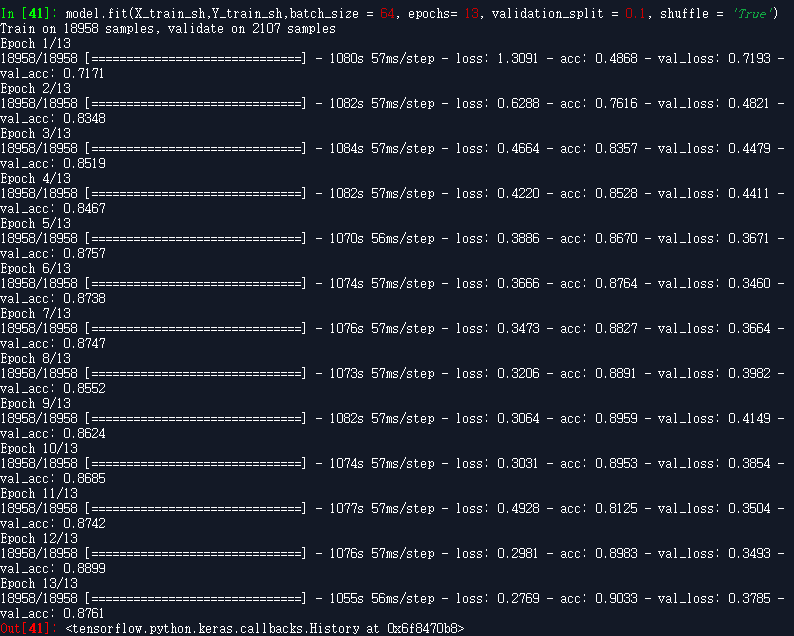 In [41]: model.fit(X_train_sh,Y_train_sh,batch_size = 64, epochs= 13, validation_split = 0.1, shuffle = 'True')
Train on 18958 samples, validate on 2107 samples
Epoch 1/13
18958/18958 [==============================] - 1080s 57ms/step - loss: 1.3091 - acc: 0.4868 - val_loss: 0.7193 -
val_acc: 0.7171
Epoch 2/13
18958/18958 [==============================] - 1082s 57ms/step - loss: 0.6288 - acc: 0.7616 - val_loss: 0.4821 -
val_acc: 0.8348
Epoch 3/13
18958/18958 [==============================] - 1084s 57ms/step - loss: 0.4664 - acc: 0.8357 - val_loss: 0.4479 -
val_acc: 0.8519
Epoch 4/13
18958/18958 [==============================] - 1082s 57ms/step - loss: 0.4220 - acc: 0.8528 - val_loss: 0.4411 -
val_acc: 0.8467
Epoch 5/13
18958/18958 [==============================] - 1070s 56ms/step - loss: 0.3886 - acc: 0.8670 - val_loss: 0.3671 -
val_acc: 0.8757
Epoch 6/13
18958/18958 [==============================] - 1074s 57ms/step - loss: 0.3666 - acc: 0.8764 - val_loss: 0.3460 -
val_acc: 0.8738
Epoch 7/13
18958/18958 [==============================] - 1076s 57ms/step - loss: 0.3473 - acc: 0.8827 - val_loss: 0.3664 -
val_acc: 0.8747
Epoch 8/13
18958/18958 [==============================] - 1073s 57ms/step - loss: 0.3206 - acc: 0.8891 - val_loss: 0.3982 -
val_acc: 0.8552
Epoch 9/13
18958/18958 [==============================] - 1082s 57ms/step - loss: 0.3064 - acc: 0.8959 - val_loss: 0.4149 -
val_acc: 0.8624
Epoch 10/13
18958/18958 [==============================] - 1074s 57ms/step - loss: 0.3031 - acc: 0.8953 - val_loss: 0.3854 -
val_acc: 0.8685
Epoch 11/13
18958/18958 [==============================] - 1077s 57ms/step - loss: 0.4928 - acc: 0.8125 - val_loss: 0.3504 -
val_acc: 0.8742
Epoch 12/13
18958/18958 [==============================] - 1076s 57ms/step - loss: 0.2981 - acc: 0.8983 - val_loss: 0.3493 -
val_acc: 0.8899
Epoch 13/13
18958/18958 [==============================] - 1055s 56ms/step - loss: 0.2769 - acc: 0.9033 - val_loss: 0.3785 -
val_acc: 0.8761
Out[41]: <tensorflow.python.keras.callbacks.History at 0x6f8470b8>